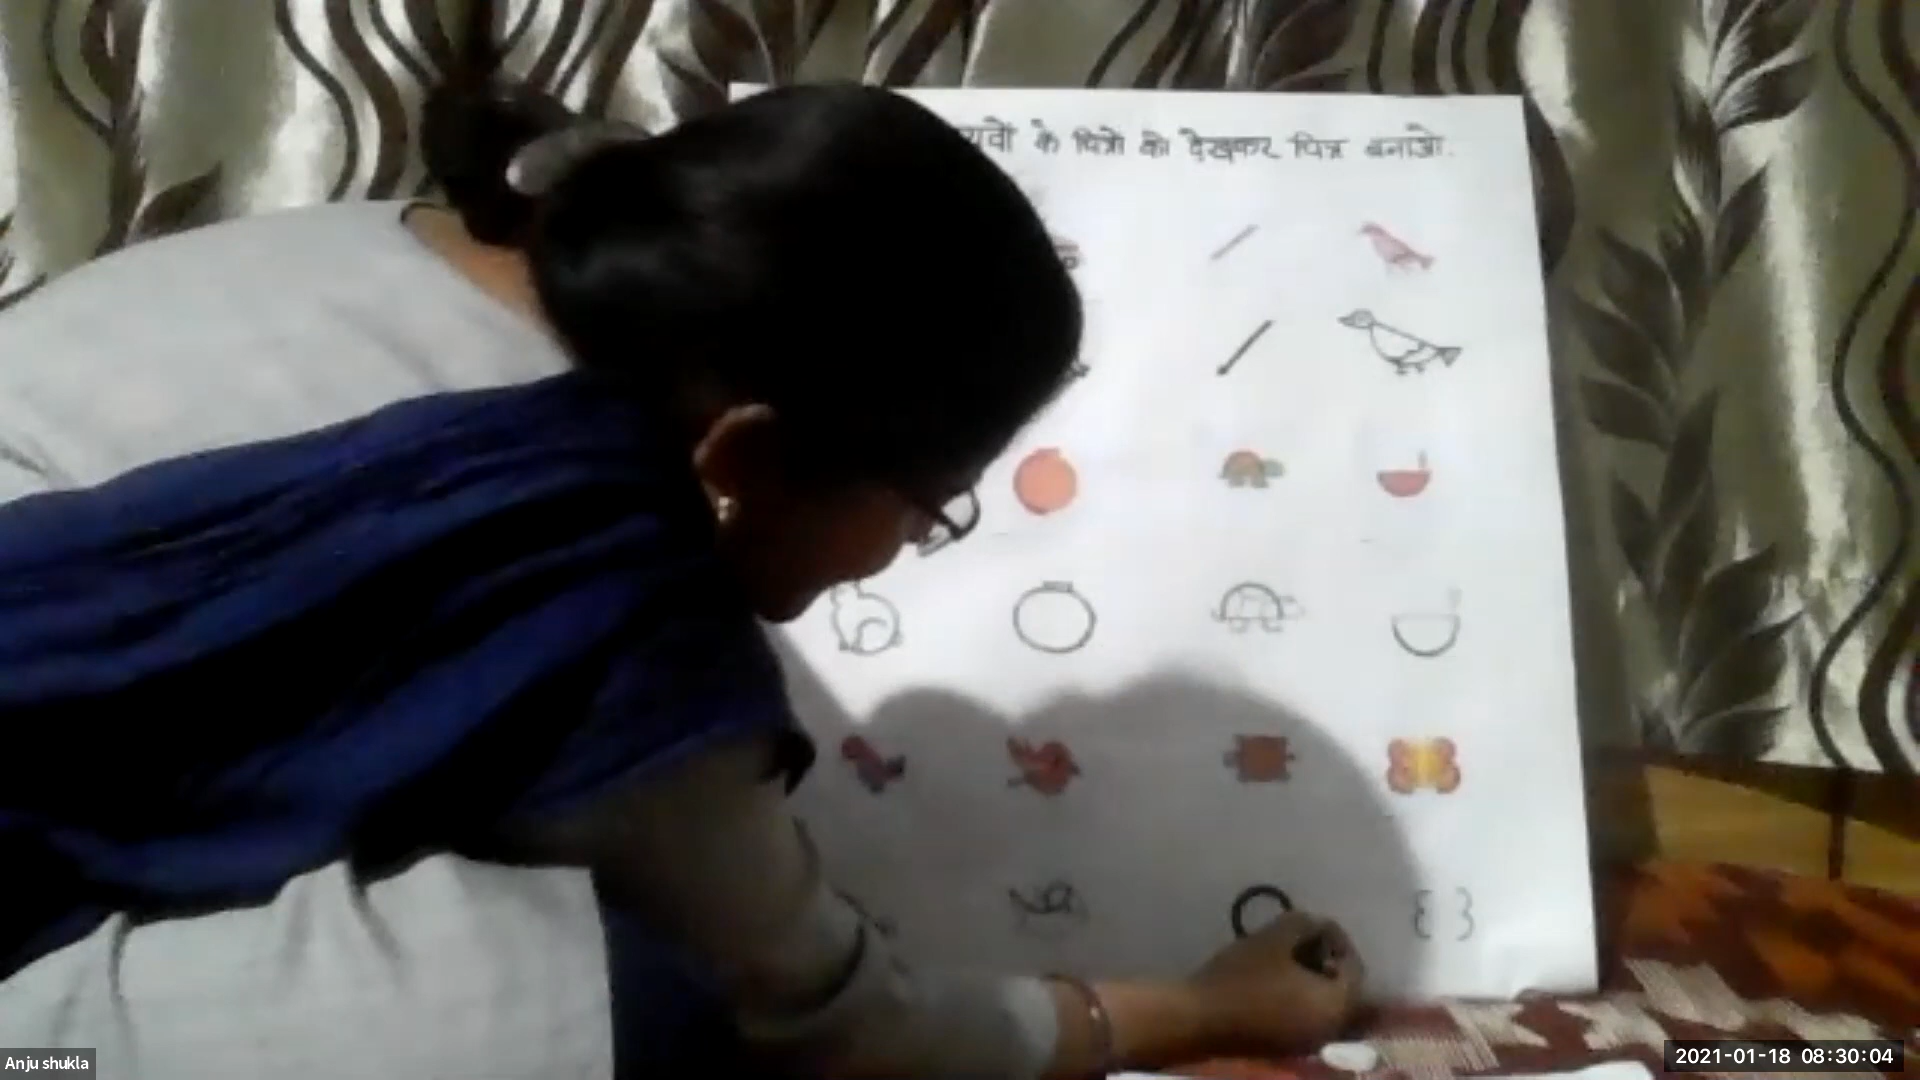 के चित्रो को देखकर चित्र बनाओ.
Anju shukla
2021-01-18 08:30:04